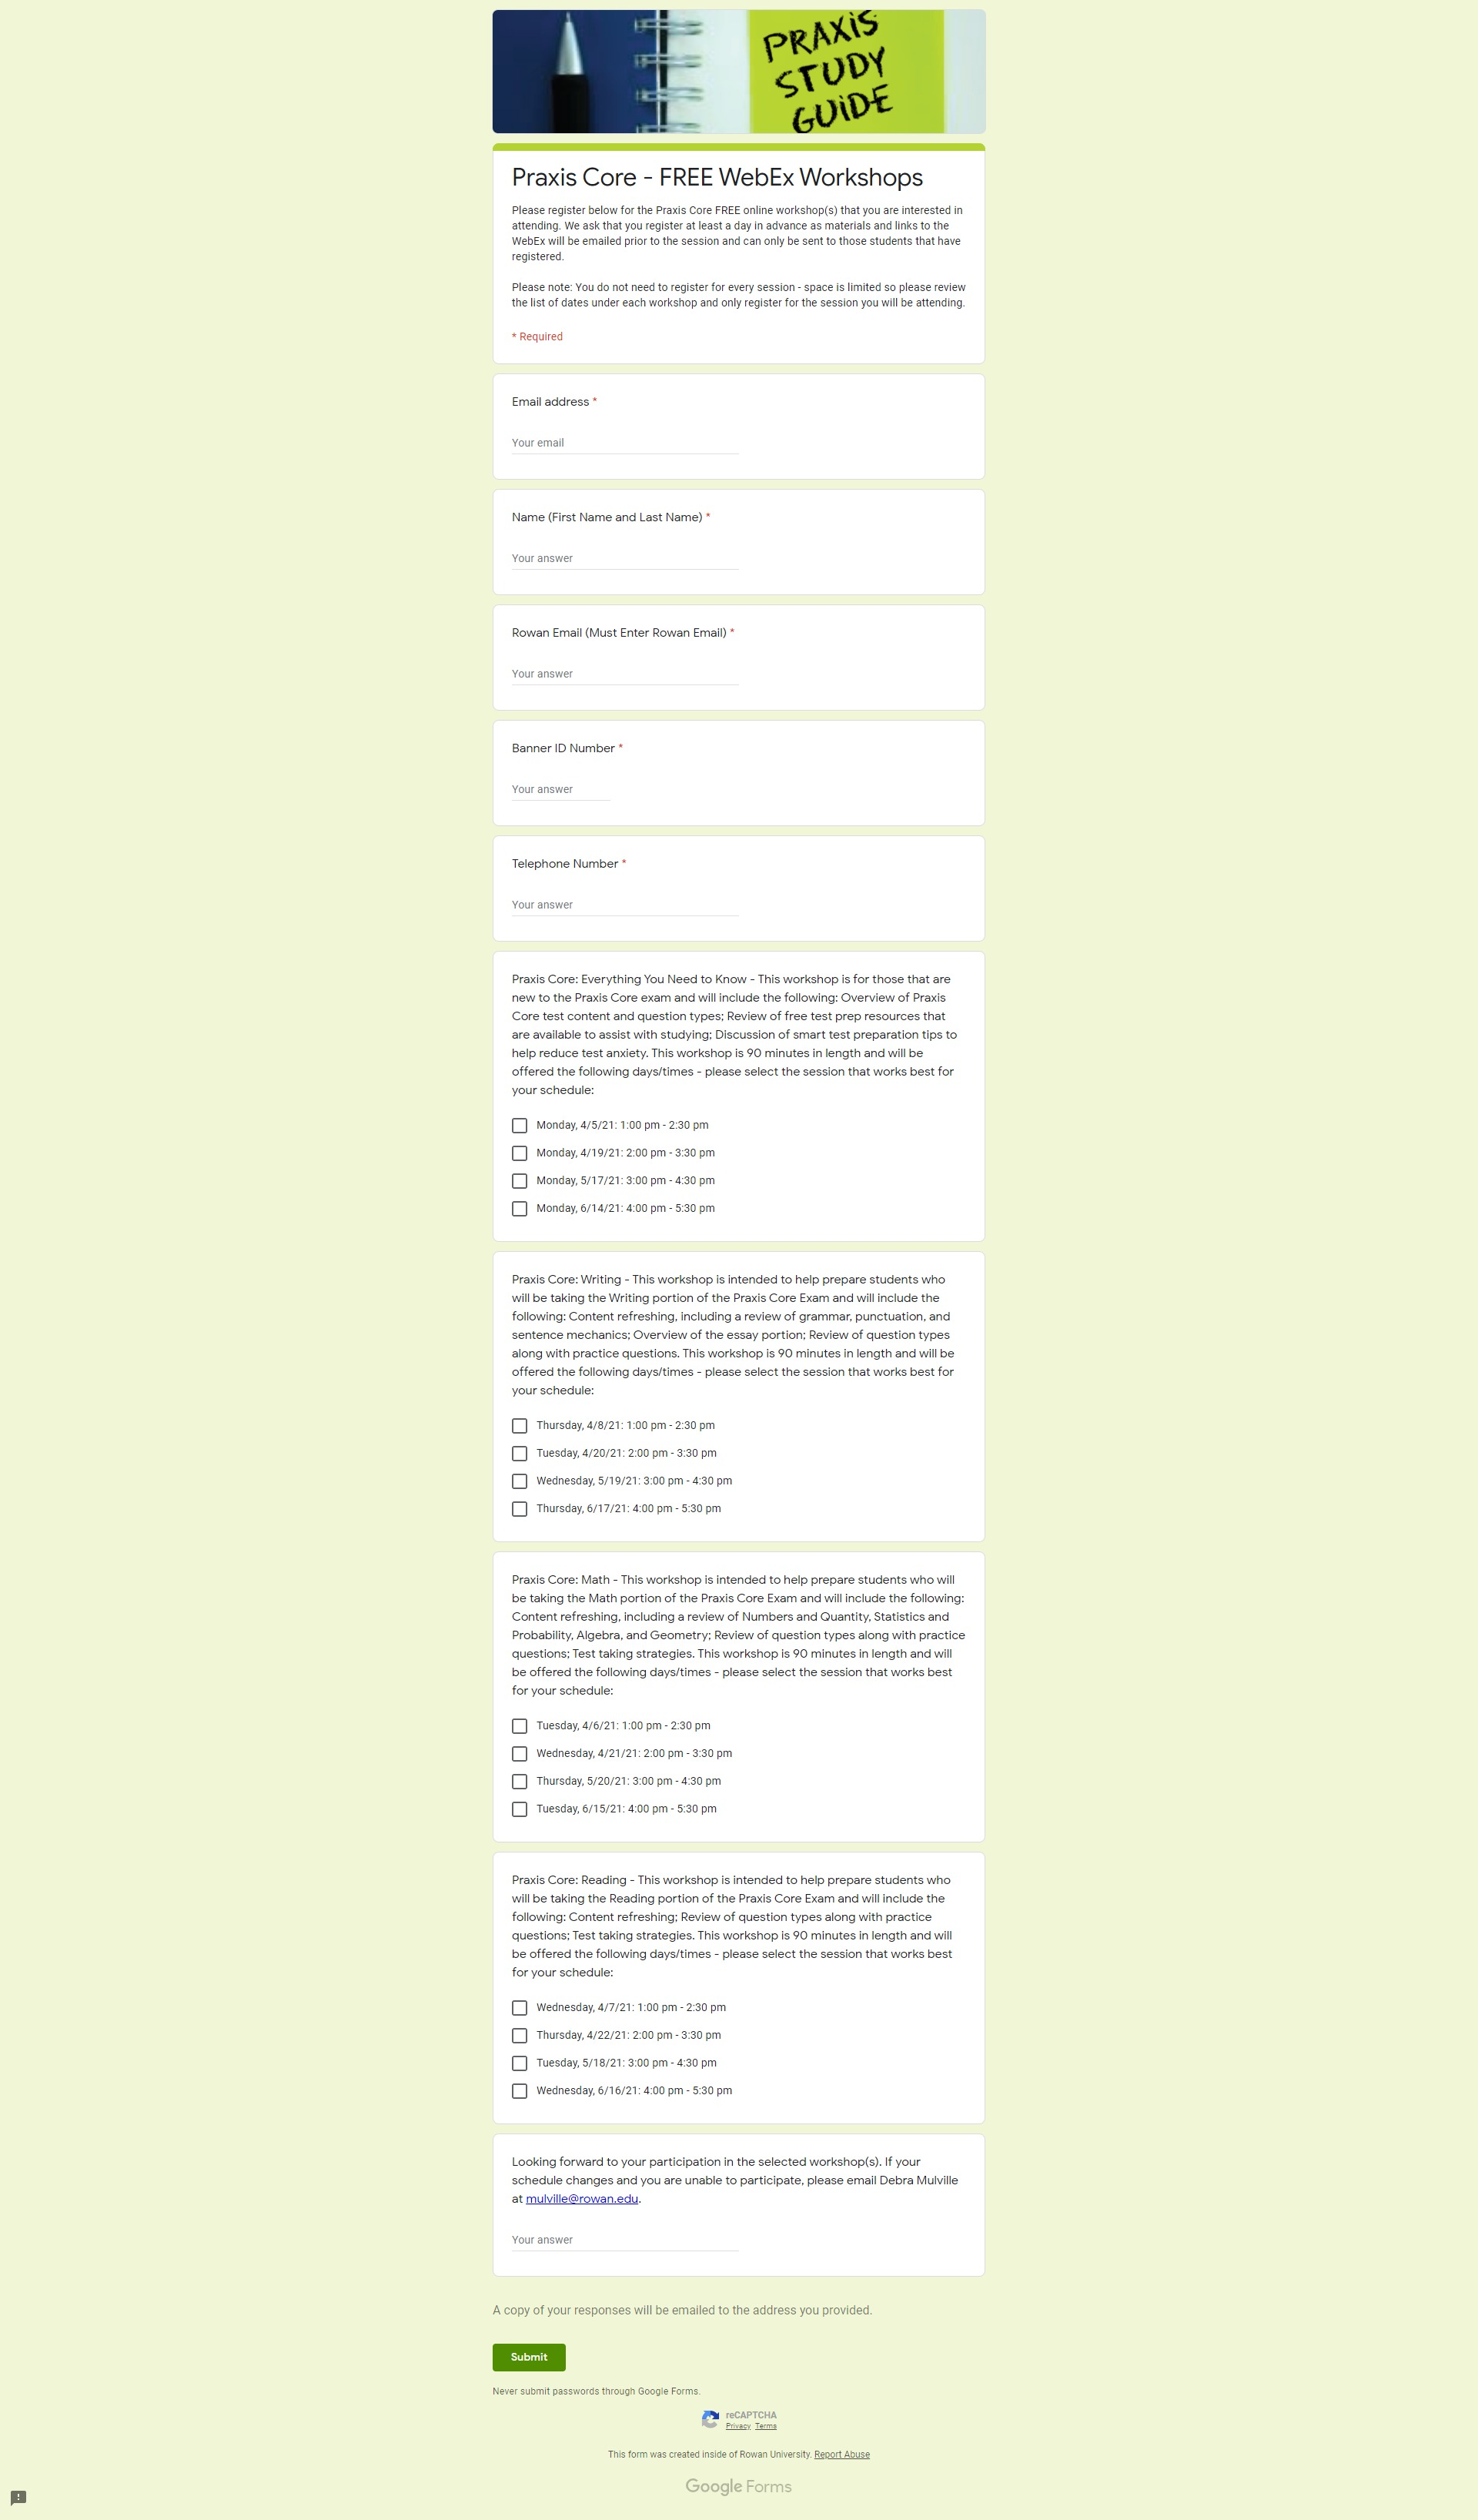 PRAXIS
STUDY
GUIDE
Praxis Core - FREE WebEx Workshops
Please register below for the Praxis Core FREE online workshop(s) that you are interested in
attending. We ask that you register at least a day in advance as materials and links to the
WebEx will be emailed prior to the session and can only be sent to those students that have
registered.
Please note: You do not need to register for every session - space is limited so please review
the list of dates under each workshop and only register for the session you will be attending.
* Required
Email address *
Your email
Name (First Name and Last Name) *
Your answer
Rowan Email (Must Enter Rowan Email) *
Your answer
Banner ID Number *
Your answer
Telephone Number *
Your answer
Praxis Core: Everything You Need to Know - This workshop is for those that are
new to the Praxis Core exam and will include the following: Overview of Praxis
Core test content and question types; Review of free test prep resources that
are available to assist with studying; Discussion of smart test preparation tips to
help reduce test anxiety. This workshop is 90 minutes in length and will be
offered the following days/times - please select the session that works best for
your schedule:
Monday, 4/5/21: 1:00 pm - 2:30 pm
Monday, 4/19/21: 2:00 pm - 3:30 pm
Monday, 5/17/21: 3:00 pm - 4:30 pm
Monday, 6/14/21: 4:00 pm - 5:30 pm
Praxis Core: Writing - This workshop is intended to help prepare students who
will be taking the Writing portion of the Praxis Core Exam and will include the
following: Content refreshing, including a review of grammar, punctuation, and
sentence mechanics; Overview of the essay portion; Review of question types
along with practice questions. This workshop is 90 minutes in length and will be
offered the following days/times - please select the session that works best for
your schedule:
Thursday, 4/8/21: 1:00 pm - 2:30 pm
Tuesday, 4/20/21: 2:00 pm - 3:30 pm
Wednesday, 5/19/21: 3:00 pm - 4:30 pm
Thursday, 6/17/21: 4:00 pm - 5:30 pm
Praxis Core: Math - This workshop is intended to help prepare students who will
be taking the Math portion of the Praxis Core Exam and will include the following:
Content refreshing, including a review of Numbers and Quantity, Statistics and
Probability, Algebra, and Geometry; Review of question types along with practice
questions; Test taking strategies. This workshop is 90 minutes in length and will
be offered the following days/times - please select the session that works best
for your schedule:
Tuesday, 4/6/21: 1:00 pm - 2:30 pm
Wednesday, 4/21/21: 2:00 pm - 3:30 pm
Thursday, 5/20/21: 3:00 pm - 4:30 pm
Tuesday, 6/15/21: 4:00 pm - 5:30 pm
Praxis Core: Reading - This workshop is intended to help prepare students who
will be taking the Reading portion of the Praxis Core Exam and will include the
following: Content refreshing; Review of question types along with practice
questions; Test taking strategies. This workshop is 90 minutes in length and will
be offered the following days/times - please select the session that works best
for your schedule:
Wednesday, 4/7/21: 1:00 pm - 2:30 pm
Thursday, 4/22/21: 2:00 pm - 3:30 pm
Tuesday, 5/18/21: 3:00 pm - 4:30 pm
Wednesday, 6/16/21: 4:00 pm - 5:30 pm
Looking forward to your participation in the selected workshop(s). If your
schedule changes and you are unable to participate, please email Debra Mulville
at mulville@rowan.edu.
Your answer
A copy of your responses will be emailed to the address you provided.
Submit
Never submit passwords through Google Forms.
reCAPTCHA
Privacy Terms
This form was created inside of Rowan University. Report Abuse
Google Forms